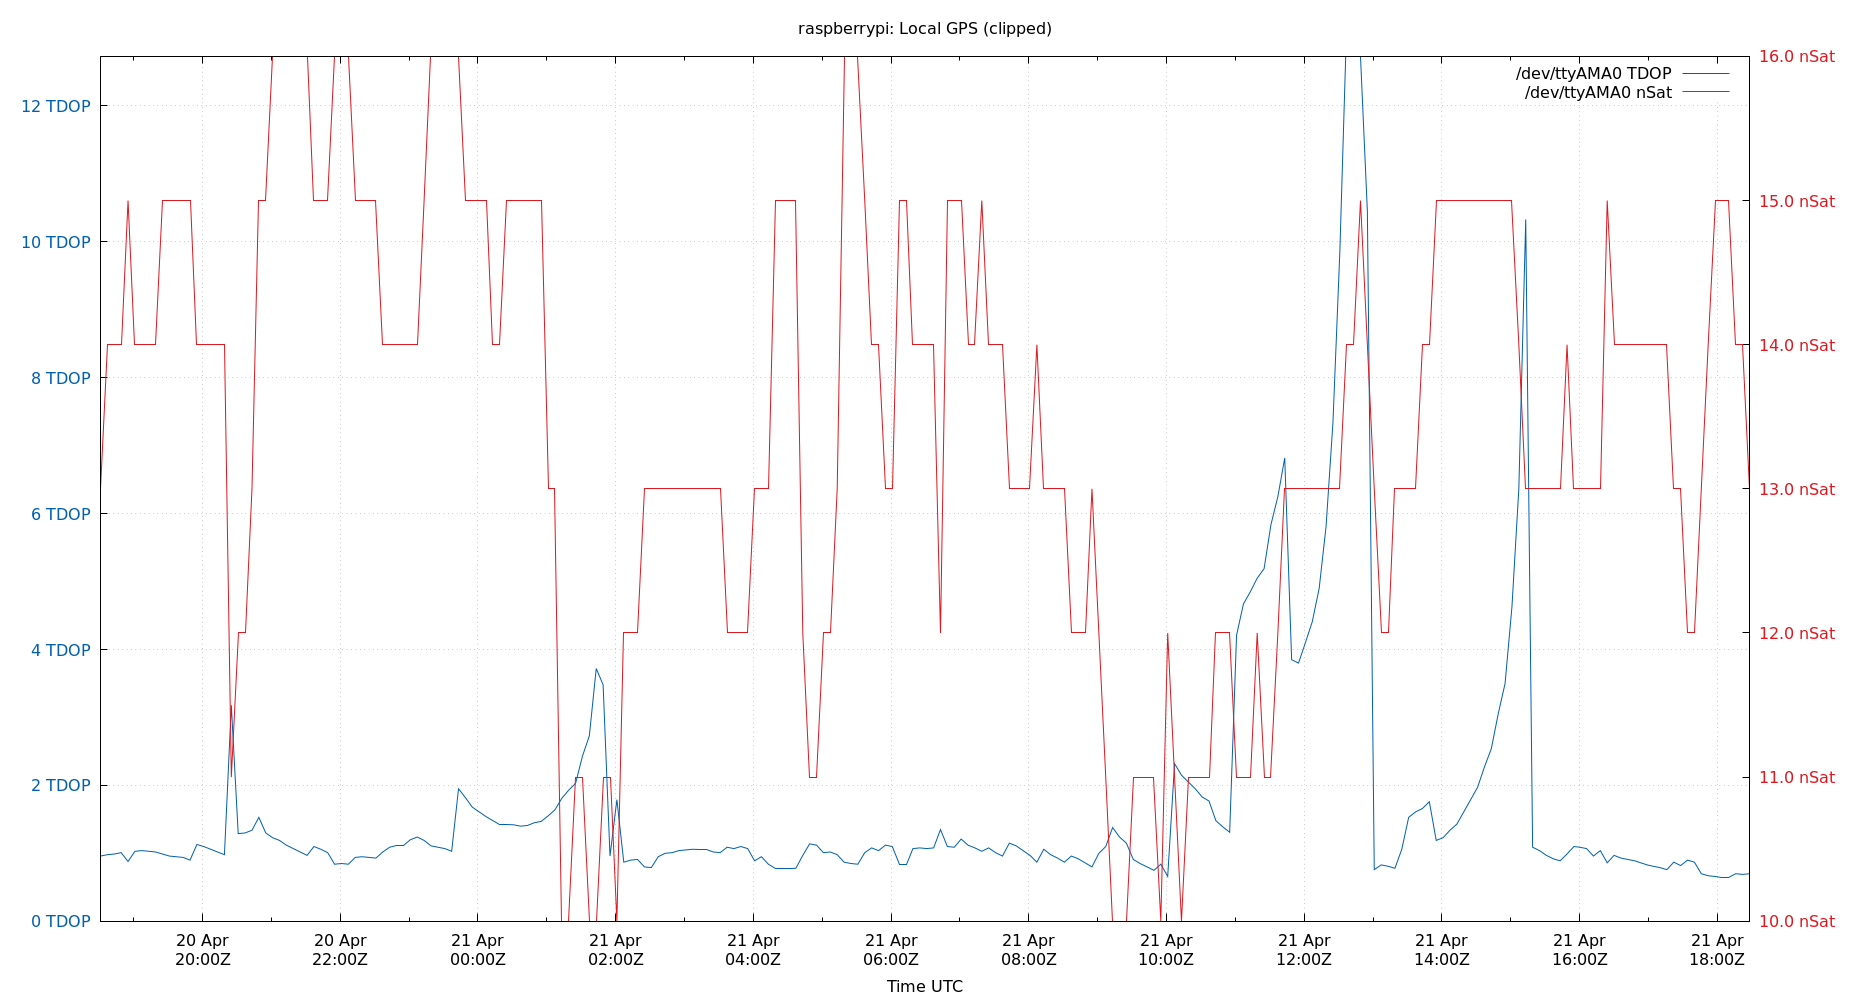 raspberrypi: Local GPS (clipped)
/dev/ttyAMA0 TDOP
/dev/ttyAMA0 nSat
12 TDOP
10 TDOP
8 TDOP
6 TDOP
4 TDOP
2 TDOP
0 TDOP
16.0 nSat
15.0 nSat
14.0 nSat
13.0 nSat
12.0 nSat
11.0 nSat
10.0 nSat
20 Apr
20:00Z
20 Apr
22:00Z
21 Apr
00:00Z
21 Apr
02:00Z
21 Apr
04:00Z
21 Apr
06:00Z
21 Apr
08:00Z
21 Apr
10:00Z
21 Apr
12:00Z
21 Apr
14:00Z
21 Apr
16:00Z
21 Apr
18:00Z
Time UTC